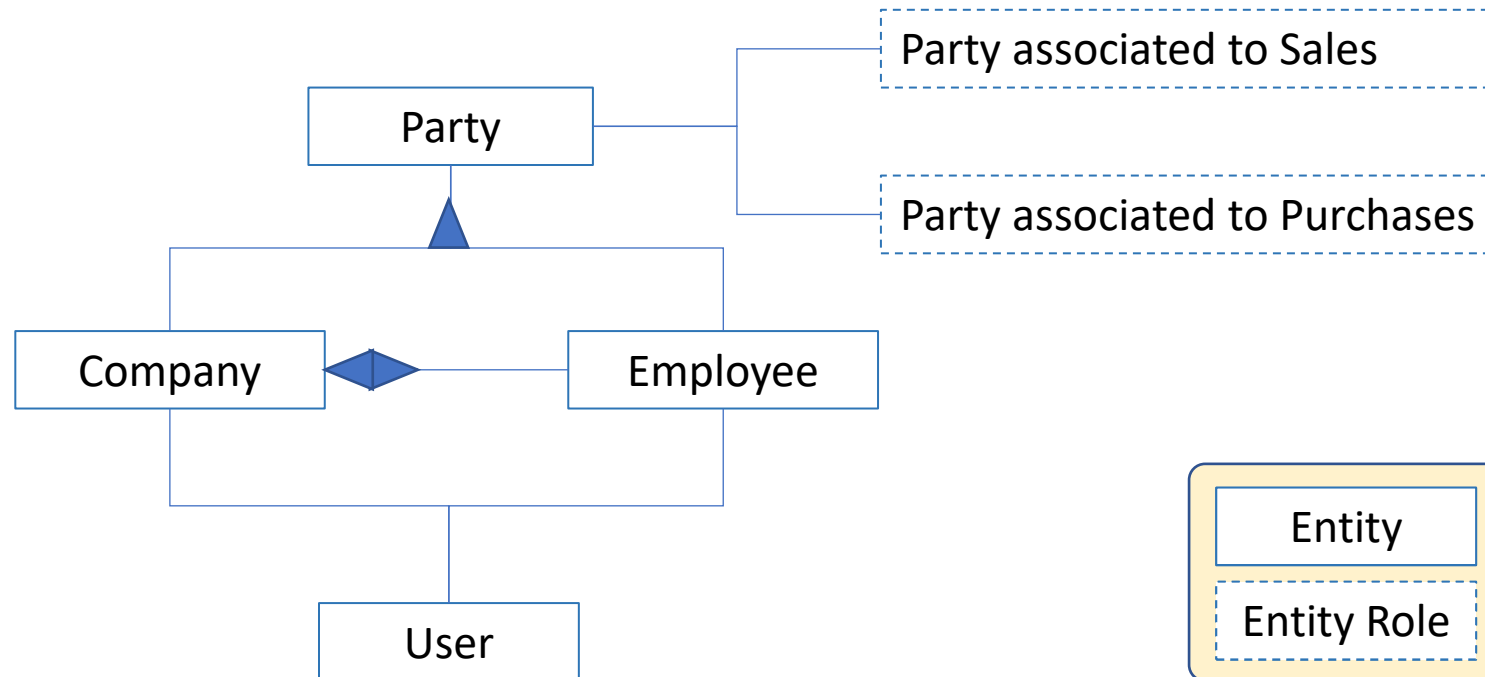 Party associated to Sales
Party
Party associated to Purchases
Company
Employee
Entity
Entity Role
User